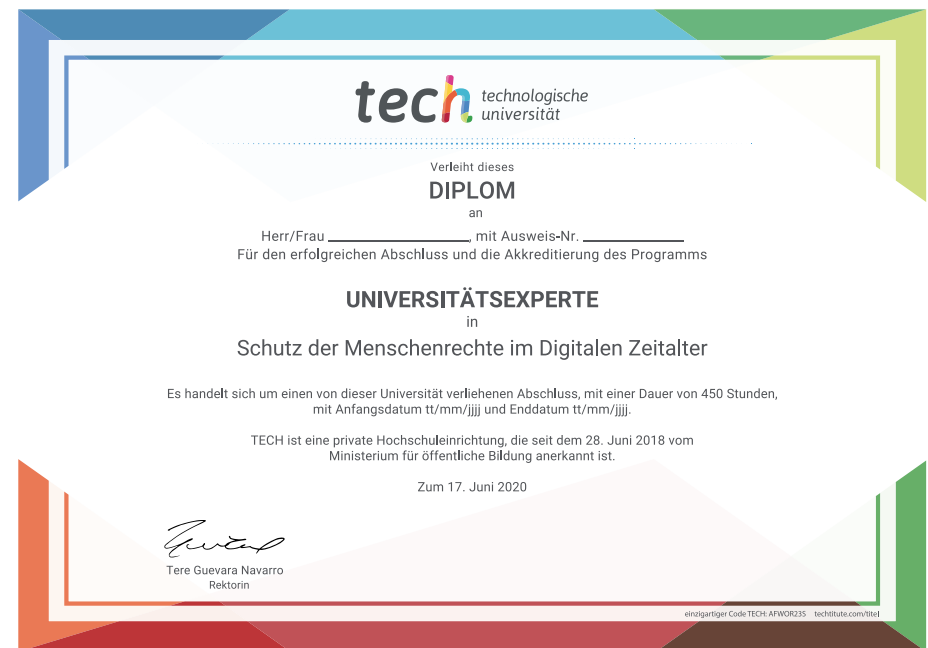 tech technologische
universität
Verleiht dieses
DIPLOM
an
Herr/Frau ____________, mit Ausweis-Nr. ____________
Für den erfolgreichen Abschluss und die Akkreditierung des Programms
UNIVERSITÄTSEXPERTE
in
Schutz der Menschenrechte im Digitalen Zeitalter
Es handelt sich um einen von dieser Universität verliehenen Abschluss, mit einer Dauer von 450 Stunden,
mit Anfangsdatum tt/mm/jjjj und Enddatum tt/mm/jjjj.
TECH ist eine private Hochschuleinrichtung, die seit dem 28. Juni 2018 vom
Ministerium für öffentliche Bildung anerkannt ist.
Zum 17. Juni 2020
Tere Guevara Navarro
Rektorin
einzigartiger Code TECH: AFWOR235 techtitute.com/titel